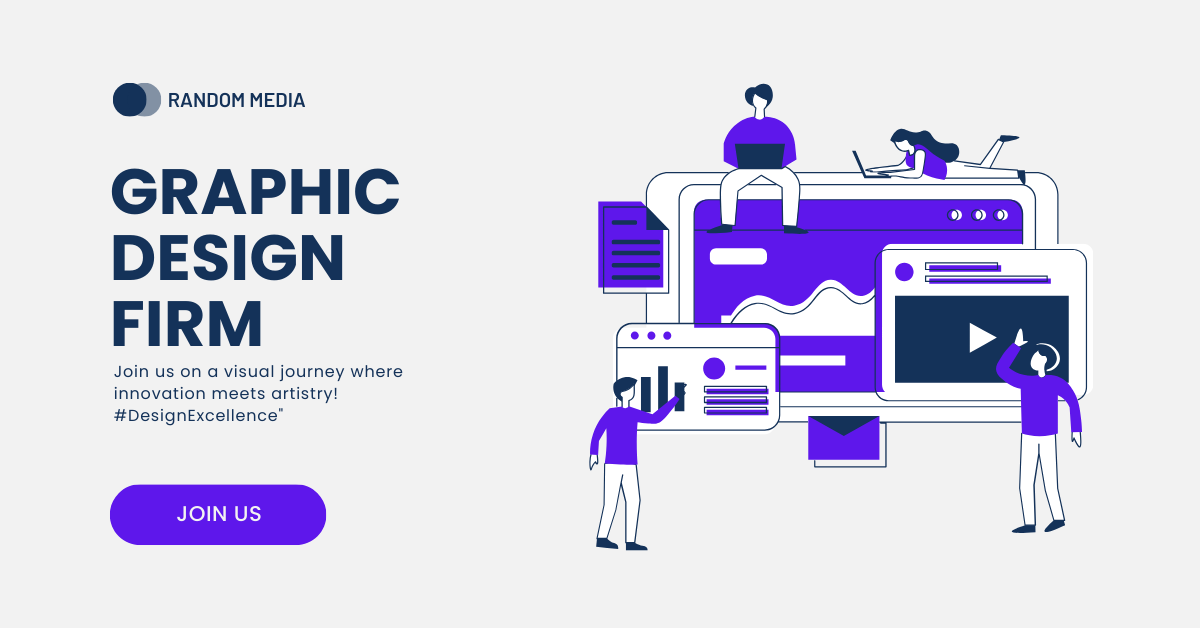 RANDOM MEDIA
GRAPHIC
DESIGN
FIRM
Join us on a visual journey where
innovation meets artistry!
#DesignExcellence"
JOIN US